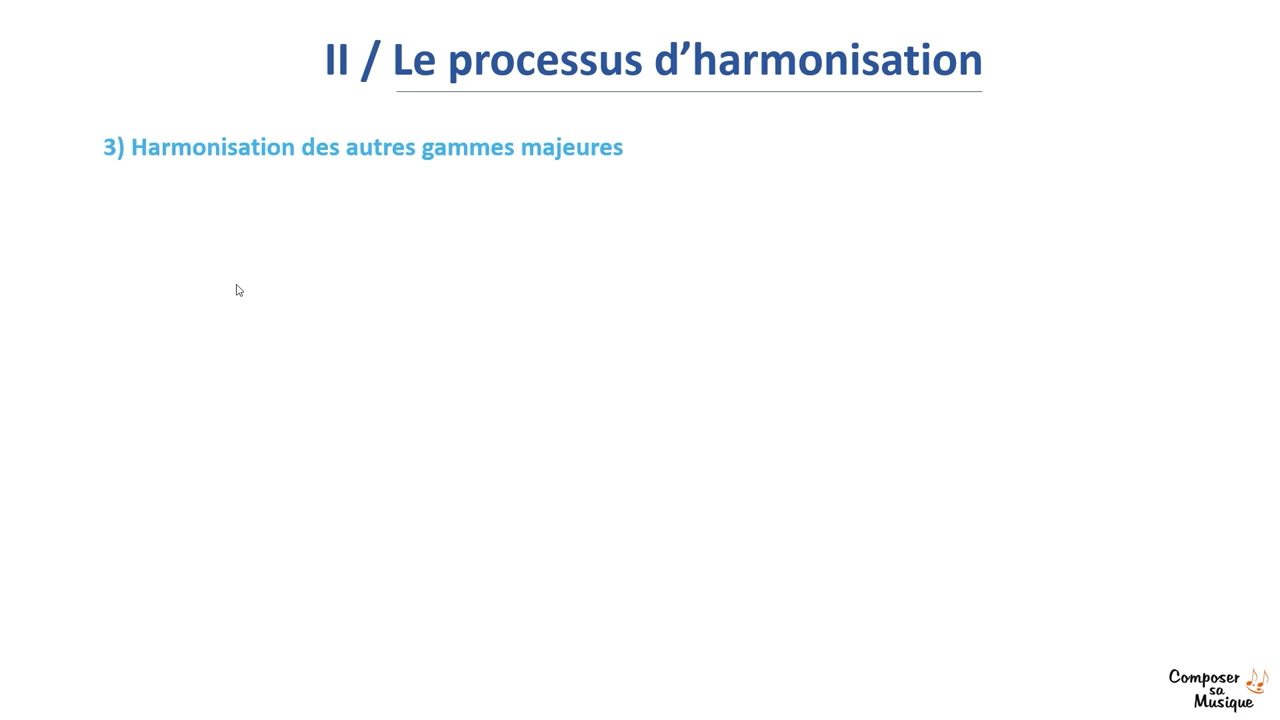 II / Le processus d’harmonisation
3) Harmonisation des autres gammes majeures
Composer
sa
Musique